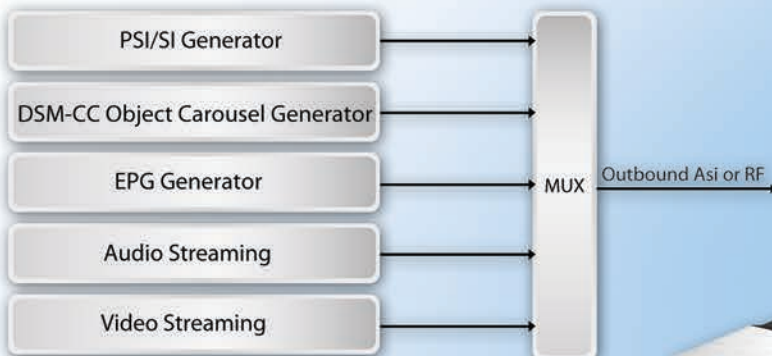 PSI/SI Generator
DSM-CC Object Carousel Generator
EPG Generator
Audio Streaming
Video Streaming
MUX
Outbound Asi or RF